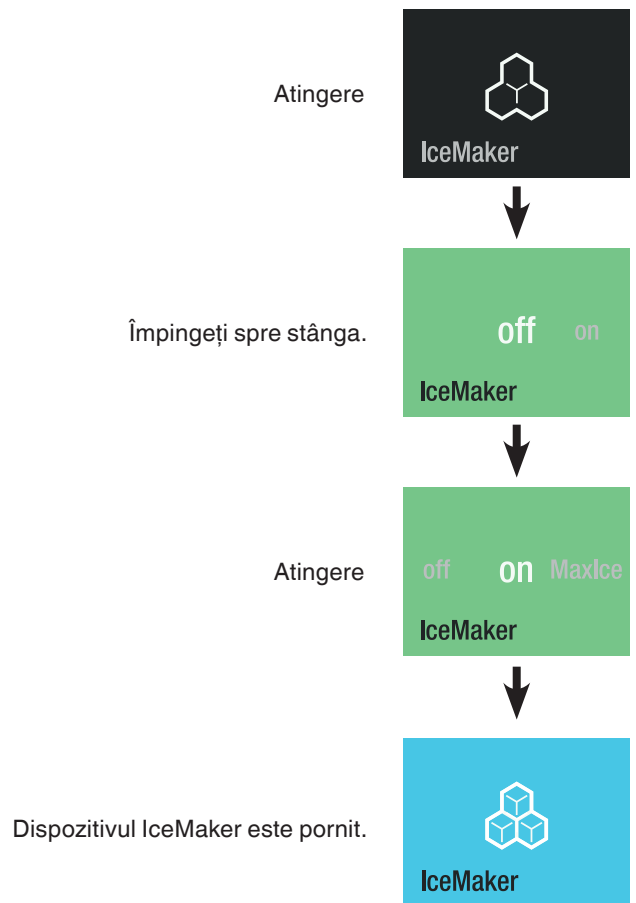 Atingere
IceMaker
Împingeți spre stânga.
off on
IceMaker
Atingere
off on MaxIce
IceMaker
Dispozitivul IceMaker este pornit.
IceMaker